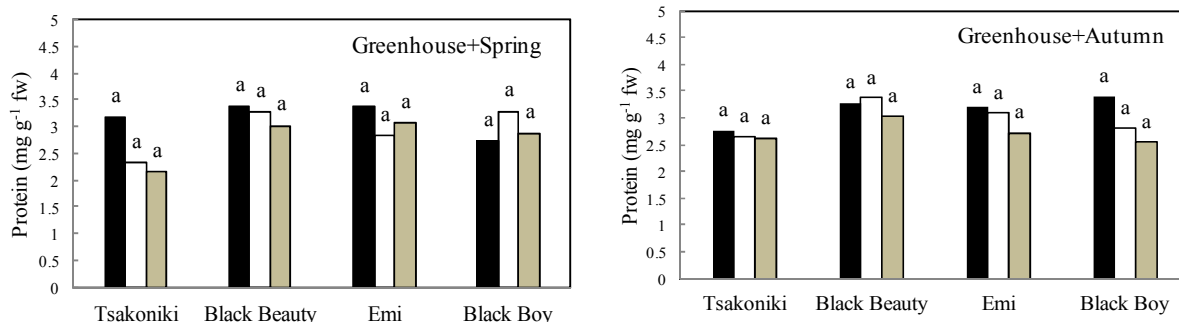 5
4.5
4
3.5
3
2.5
2
1.5
1
0.5
0
Protein (mg g⁻¹ fw)
Greenhouse+Spring
a a a a a a a a a a a a
Tsakoniki Black Beauty Emi Black Boy
5
4.5
4
3.5
3
2.5
2
1.5
1
0.5
0
Protein (mg g⁻¹ fw)
Greenhouse+Autumn
a a a a a a a a a a a a
Tsakoniki Black Beauty Emi Black Boy